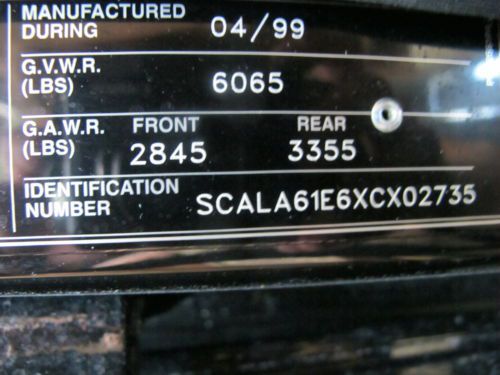 MANUFACTURED DURING 04/99
G.V.W.R. (LBS) 6065
G.A.W.R. (LBS) FRONT 2845 REAR 3355
IDENTIFICATION NUMBER SCALA61E6XCX02735